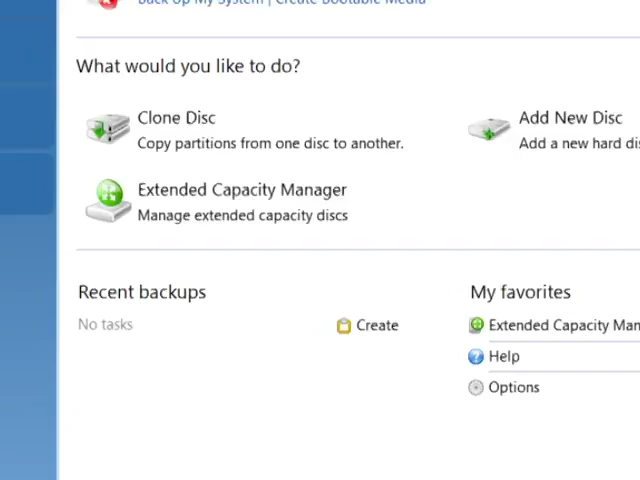 Back Up My System | Create Bootable Media
What would you like to do?
Clone Disc
Copy partitions from one disc to another.
Add New Disc
Add a new hard
Extended Capacity Manager
Manage extended capacity discs
Recent backups
No tasks
Create
My favorites
Extended Capacity
Help
Options